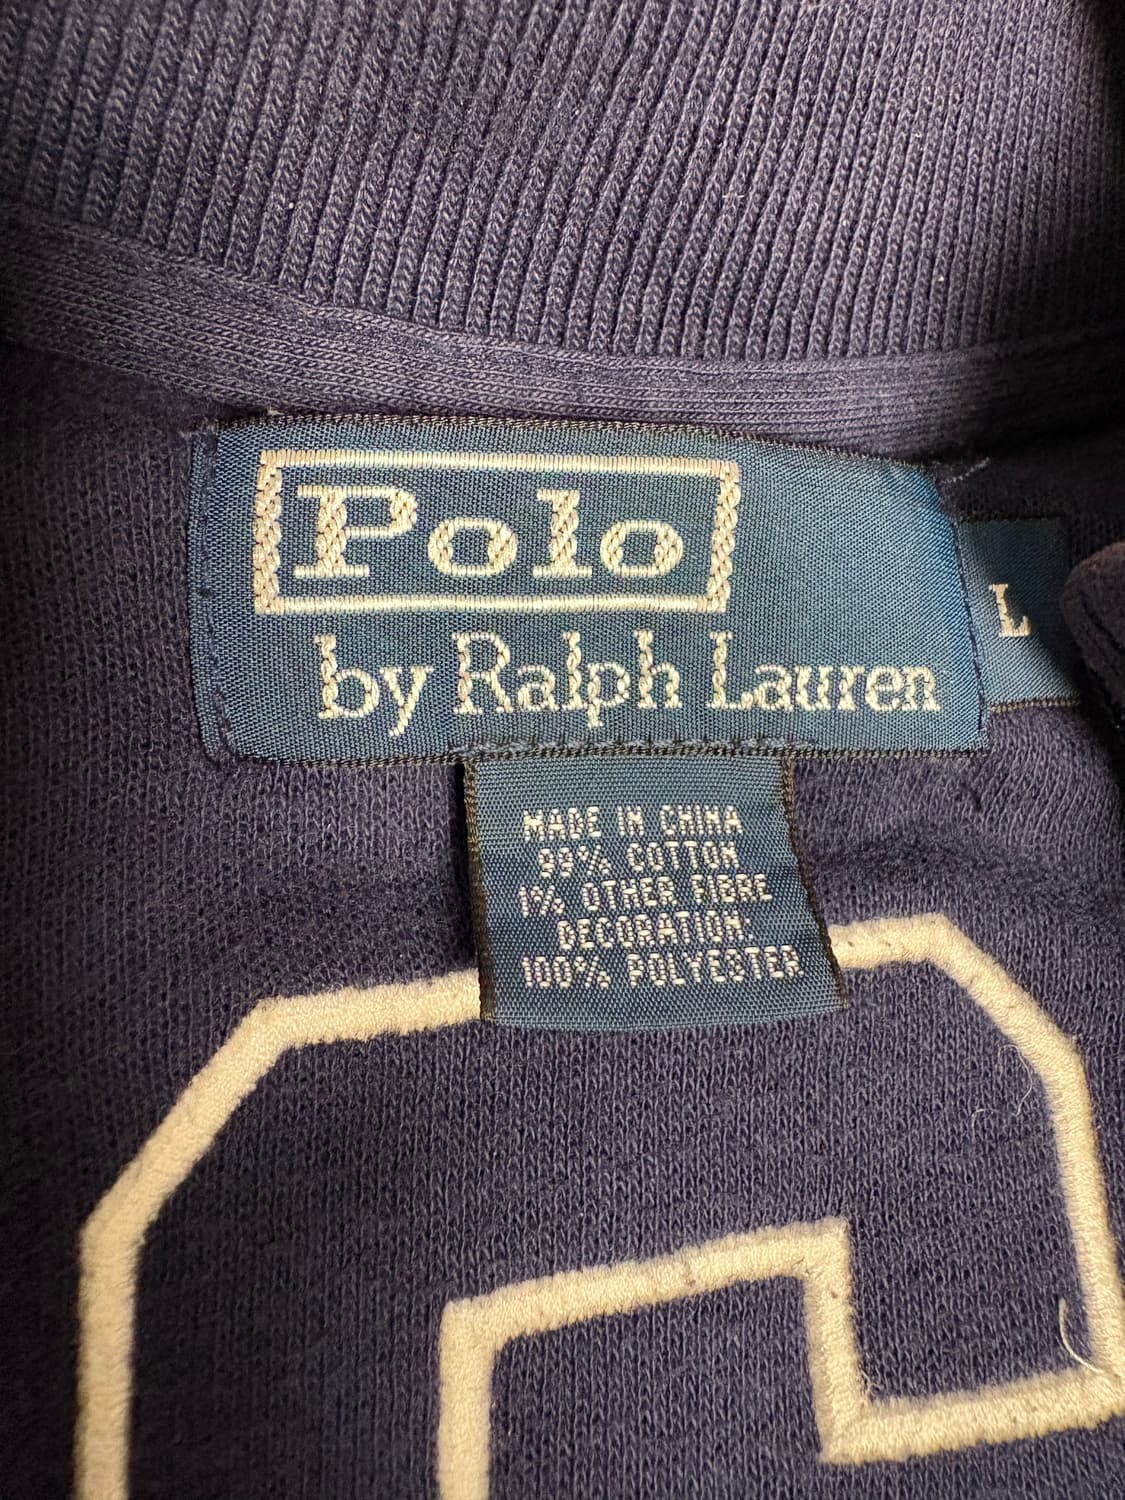 Polo
by Ralph Lauren
L
MADE IN CHINA
99% COTTON
1% OTHER FIBRE
DECORATION:
100% POLYESTER